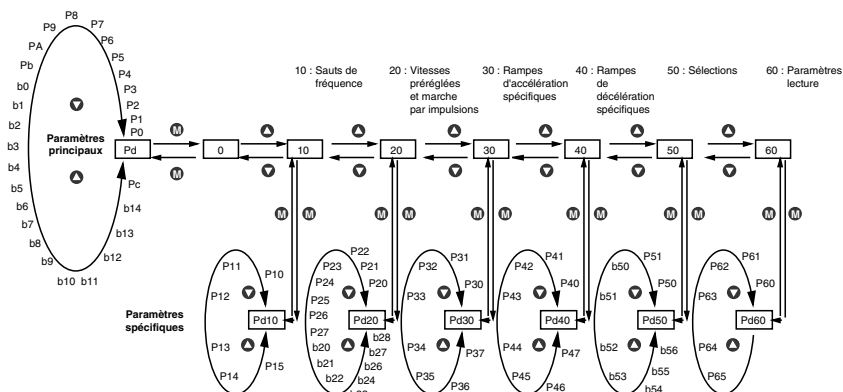 P8
P9
P7
PA
P6
Pb
P5
b0
P4
b1
P3
b2
P2
P1
P0
b3
Paramètres
principaux
Pd
b4
Pc
b5
b14
b6
b13
b7
b12
b8
b9
b10 b11
M
M
0
10
20
30
40
50
60
10 : Sauts de
fréquence
20 : Vitesses
préréglées
et marche
par impulsions
30 : Rampes
d'accélération
spécifiques
40 : Rampes
de
décélération
spécifiques
50 : Sélections
60 : Paramètres
lecture
M M
M M
M M
M M
M M
M M
Paramètres
spécifiques
P11
P10
P12
Pd10
P13
P15
P14
P22
P23
P21
P24
P20
P25
P26
Pd20
P27
b28
b20
b27
b21
b26
b22
b24
P32
P31
P30
P33
Pd30
P34
P37
P35
P36
P42
P41
P40
P43
Pd40
P44
P47
P45
P46
b50
P51
P50
b51
Pd50
b52
b56
b55
b53
b54
P62
P61
P60
P63
Pd60
P64
P65